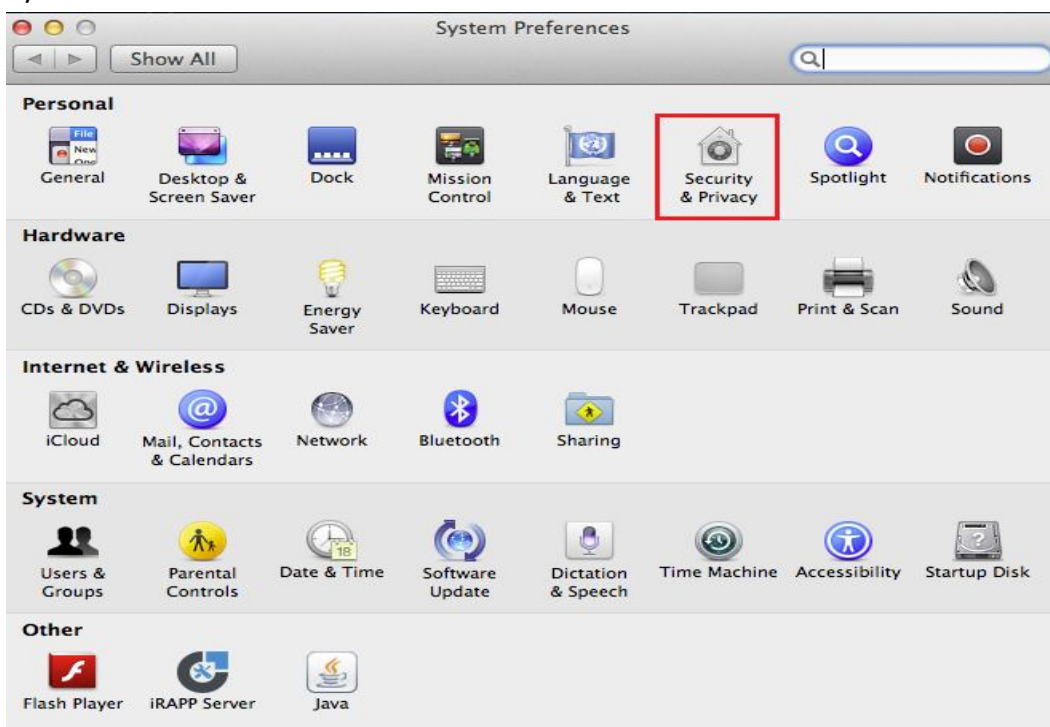 System Preferences
Show All
Personal
File
New
General
Desktop &
Screen Saver
Dock
Mission
Control
Language
& Text
Security
& Privacy
Spotlight
Notifications
Hardware
CDs & DVDs
Displays
Energy
Saver
Keyboard
Mouse
Trackpad
Print & Scan
Sound
Internet & Wireless
iCloud
Mail, Contacts
& Calendars
Network
Bluetooth
Sharing
System
18
?
Users &
Groups
Parental
Controls
Date & Time
Software
Update
Dictation
& Speech
Time Machine
Accessibility
Startup Disk
Other
Flash Player
iRAPP Server
Java